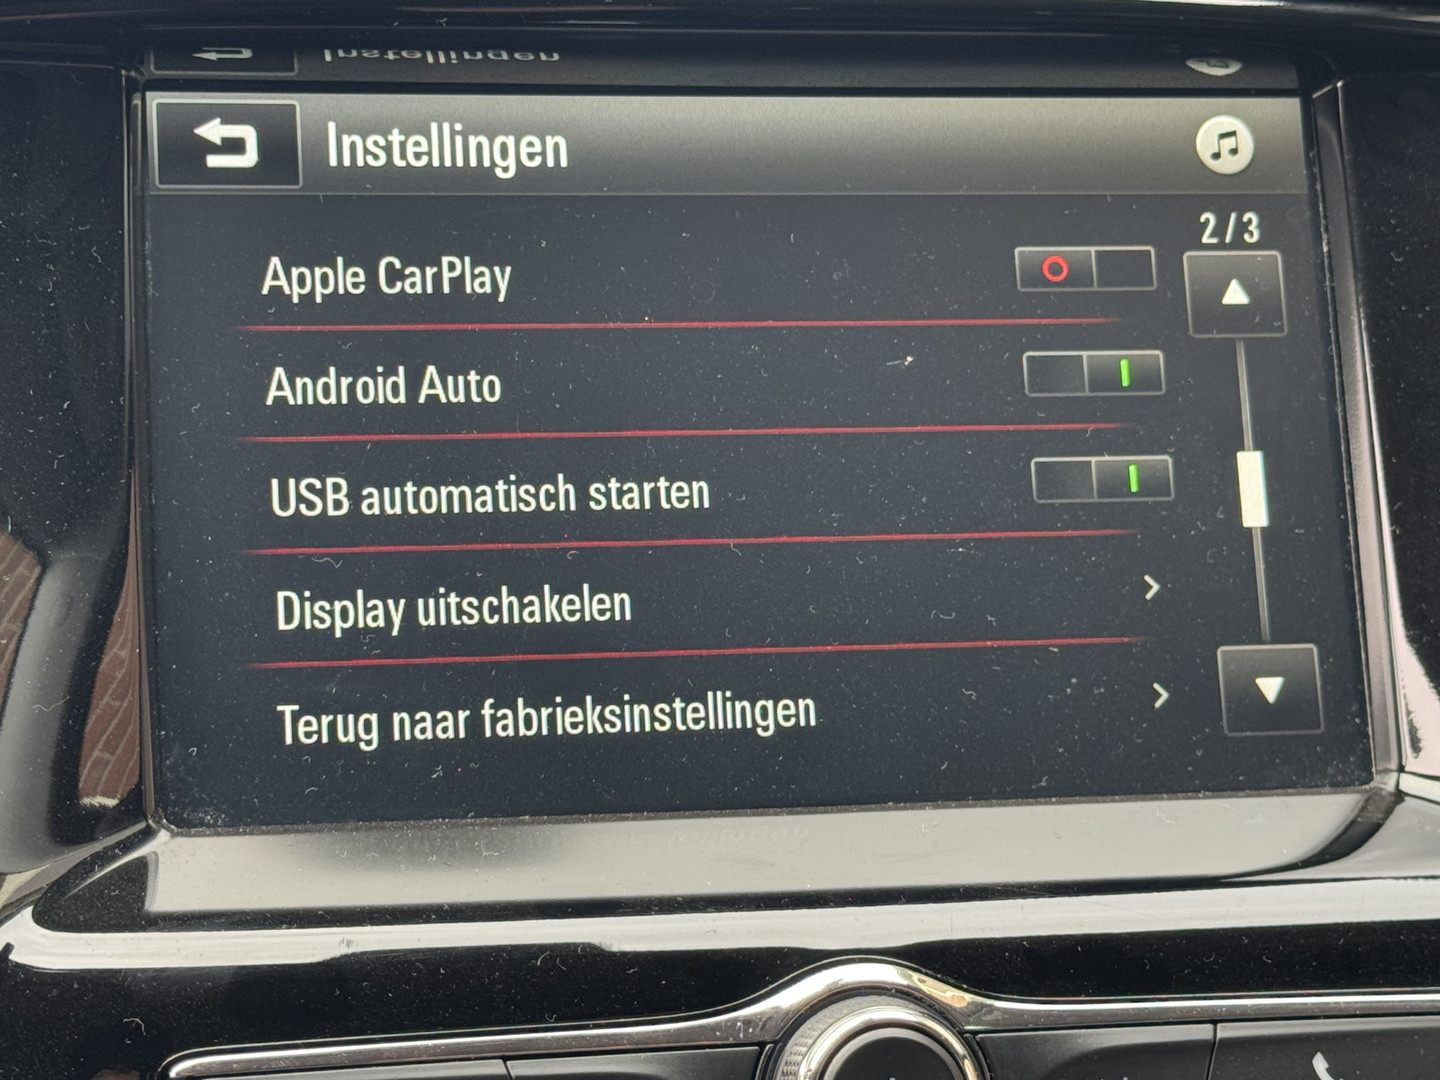 Instellingen
2/3
Apple CarPlay
Android Auto
USB automatisch starten
Display uitschakelen
Terug naar fabrieksinstellingen